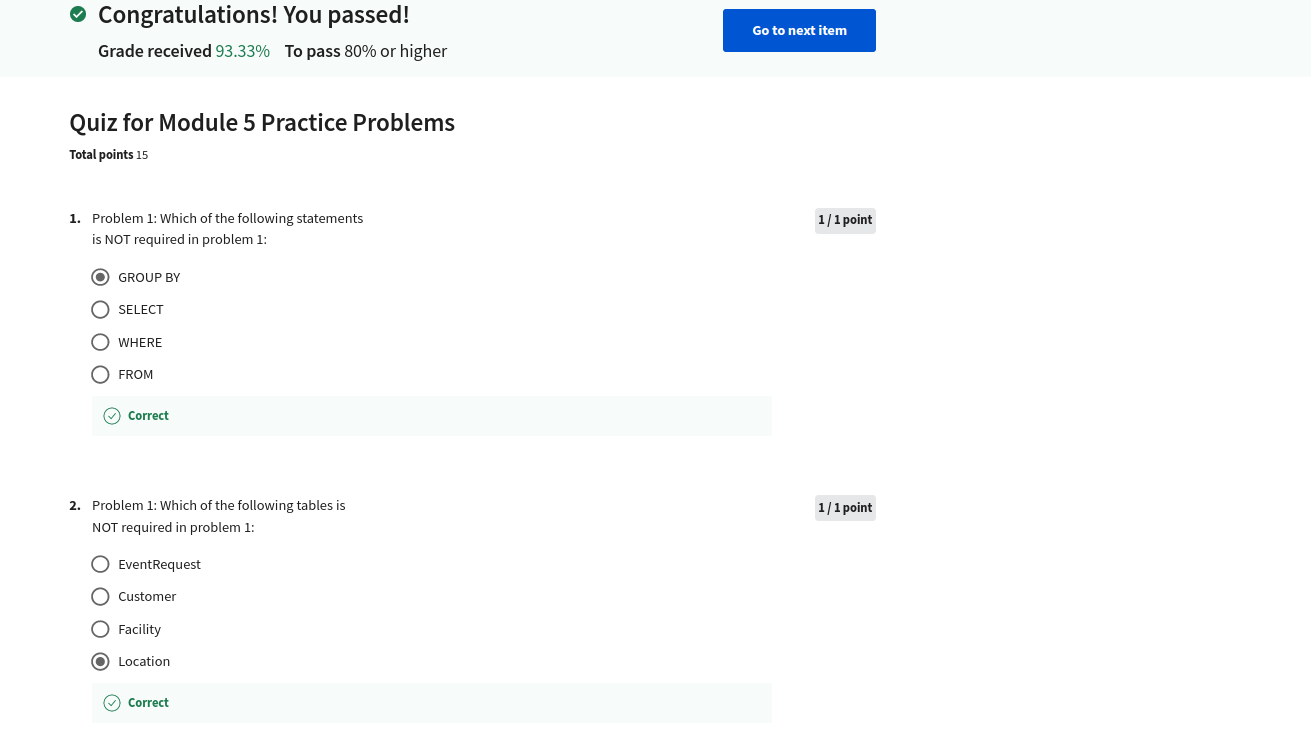 Congratulations! You passed!
Go to next item
Grade received 93.33% To pass 80% or higher
Quiz for Module 5 Practice Problems
Total points 15
1. Problem 1: Which of the following statements
is NOT required in problem 1:
1 / 1 point
GROUP BY
SELECT
WHERE
FROM
Correct
2. Problem 1: Which of the following tables is
NOT required in problem 1:
1 / 1 point
EventRequest
Customer
Facility
Location
Correct